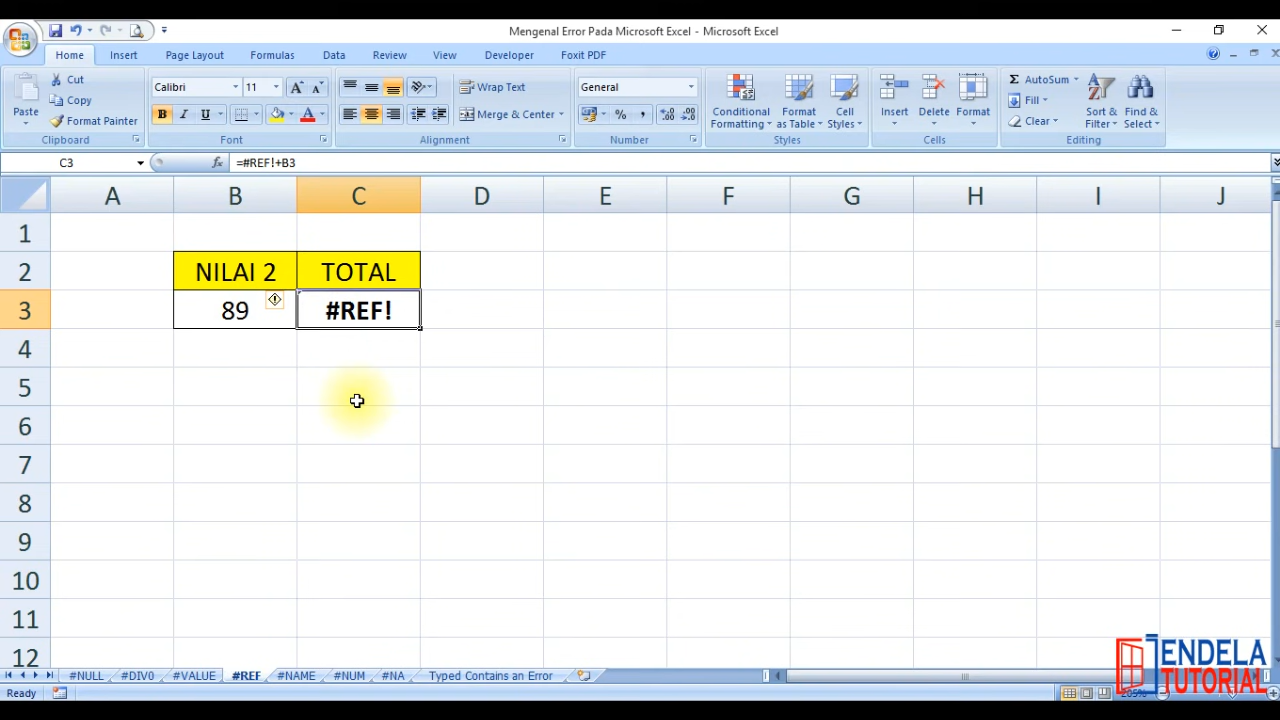 Mengenal Error Pada Microsoft Excel - Microsoft Excel
Home Insert Page Layout Formulas Data Review View Developer Foxit PDF
Paste
Cut
Copy
Format Painter
Clipboard
Calibri 11
B I U
Font
Wrap Text
Merge & Center
Alignment
General
Number
Conditional Formatting
Format as Table
Cell Styles
Styles
Insert Delete Format
Cells
AutoSum
Fill
Clear
Sort & Filter
Find & Select
Editing
C3 fx =#REF!+B3
A B C D E F G H I J
1
2 NILAI 2 TOTAL
3 89 #REF!
4
5
6
7
8
9
10
11
12
#NULL #DIV0 #VALUE #REF #NAME #NUM #NA Typed Contains an Error
Ready 205%
ENDELA
TUTORIAL